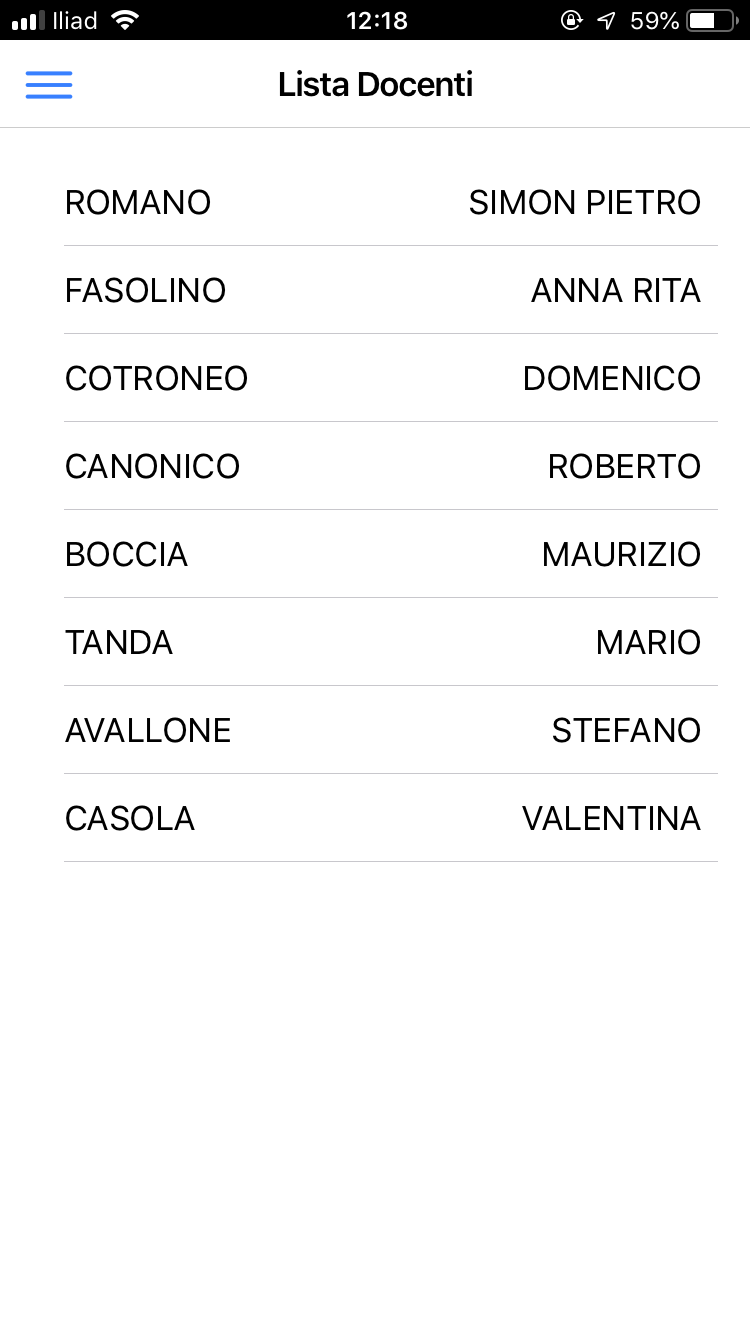 Iliad 12:18 59%
Lista Docenti
ROMANO SIMON PIETRO
FASOLINO ANNA RITA
COTRONEO DOMENICO
CANONICO ROBERTO
BOCCIA MAURIZIO
TANDA MARIO
AVALLONE STEFANO
CASOLA VALENTINA